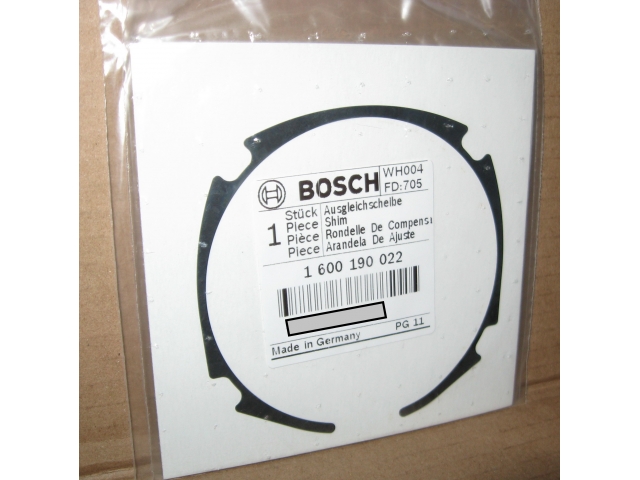 BOSCH
WH004
FD:705
1
Stück Ausgleichscheibe
Piece Shim
Pièce Rondelle De
Piece Arandela De Ajuste
1 600 190 022
PG 11
Made in Germany